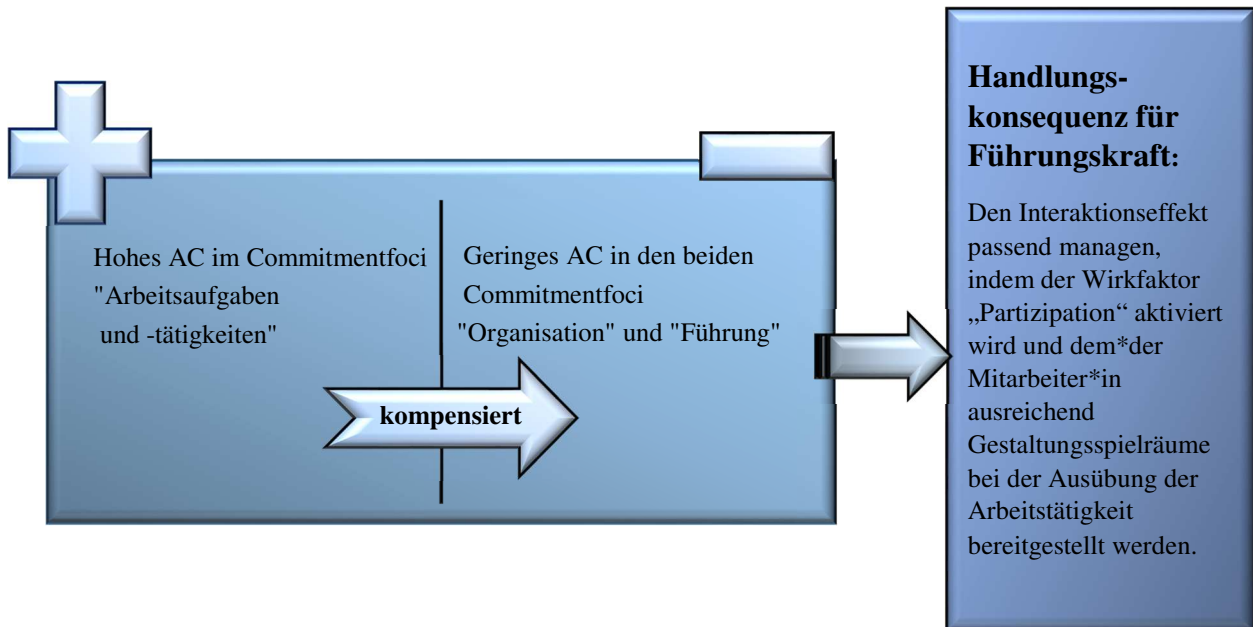 Hohes AC im Commitmentfoci
"Arbeitsaufgaben
und -tätigkeiten"
Geringes AC in den beiden
Commitmentfoci
"Organisation" und "Führung"
kompensiert
Handlungs-
konsequenz für
Führungskraft:
Den Interaktionseffekt
passend managen,
indem der Wirkfaktor
„Partizipation“ aktiviert
wird und dem*der
Mitarbeiter*in
ausreichend
Gestaltungsspielräume
bei der Ausübung der
Arbeitstätigkeit
bereitgestellt werden.